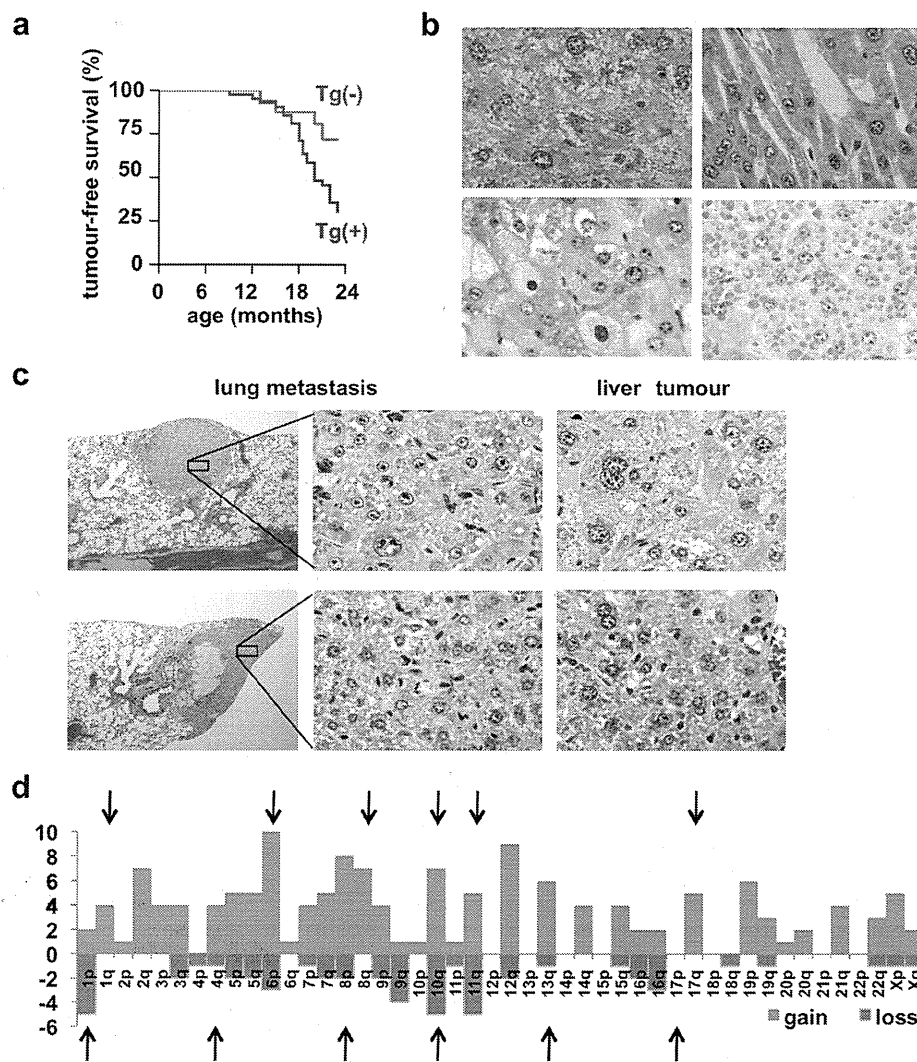 a
b
tumour-free survival (%)
100
75
50
25
0
Tg(-)
Tg(+)
0 6 12 18 24
age (months)
c
lung metastasis liver tumour
d
10
8
6
4
2
0
-2
-4
-6
1p 1q 2p 2q 3p 3q 4p 4q 5p 5q 6p 6q 7p 7q 8p 8q 9p 9q 10p 10q 11p 11q 12p 12q 13p 13q 14p 14q 15p 15q 16p 16q 17p 17q 18p 18q 19p 19q 20p 20q 21p 21q 22p 22q Xp
gain loss